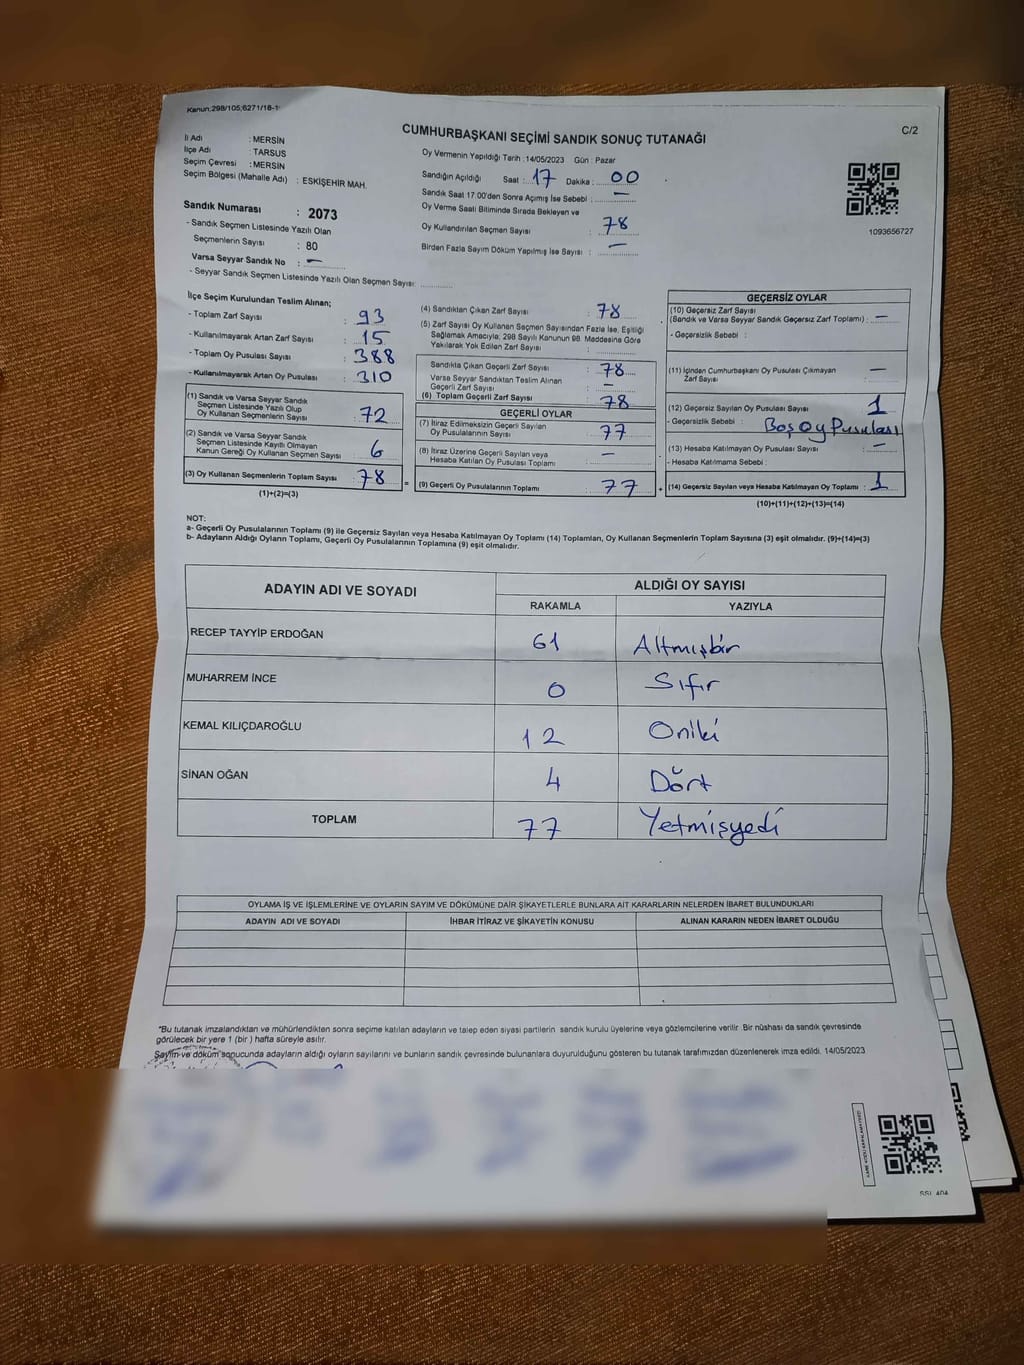 Kanun;298/105;6271/18-1
CUMHURBAŞKANI SEÇİMİ SANDIK SONUÇ TUTANAĞI
C/2
İl Adı : MERSİN
İlçe Adı : TARSUS
Seçim Çevresi : MERSİN
Seçim Bölgesi (Mahalle Adı) : ESKİŞEHİR MAH.
Sandık Numarası : 2073
- Sandık Seçmen Listesinde Yazılı Olan
Seçmenlerin Sayısı : 80
Varsa Seyyar Sandık No : —
- Seyyar Sandık Seçmen Listesinde Yazılı Olan Seçmen Sayısı: ..............
Oy Vermenin Yapıldığı Tarih : 14/05/2023 Gün : Pazar
Sandığın Açıldığı Saat : 17 Dakika : 00
Sandık Saat 17:00'den Sonra Açımış İse Sebebi : —
Oy Verme Saati Bitiminde Sırada Bekleyen ve
Oy Kullandırılan Seçmen Sayısı : 78
Birden Fazla Sayım Döküm Yapılmış İse Sayısı : —
1093656727
İlçe Seçim Kurulundan Teslim Alınan;
- Toplam Zarf Sayısı : 93
- Kullanılmayarak Artan Zarf Sayısı : 15
- Toplam Oy Pusulası Sayısı : 388
- Kullanılmayarak Artan Oy Pusulası : 310
(1) Sandık ve Varsa Seyyar Sandık
Seçmen Listesinde Yazılı Olup
Oy Kullanan Seçmenlerin Sayısı : 72
(2) Sandık ve Varsa Seyyar Sandık
Seçmen Listesinde Kayıtlı Olmayan
Kanun Gereği Oy Kullanan Seçmen Sayısı : 6
(3) Oy Kullanan Seçmenlerin Toplam Sayısı : 78
(1)+(2)=(3)
=
(4) Sandıktan Çıkan Zarf Sayısı : 78
(5) Zarf Sayısı Oy Kullanan Seçmen Sayısından Fazla İse, Eşitliği
Sağlamak Amacıyla; 298 Sayılı Kanunun 98. Maddesine Göre
Yakılarak Yok Edilen Zarf Sayısı : ..............
Sandıkta Çıkan Geçerli Zarf Sayısı : 78
Varsa Seyyar Sandıktan Teslim Alınan
Geçerli Zarf Sayısı : —
(6) Toplam Geçerli Zarf Sayısı : 78
GEÇERLİ OYLAR
(7) İtiraz Edilmeksizin Geçerli Sayılan
Oy Pusulalarının Sayısı : 77
(8) İtiraz Üzerine Geçerli Sayılan veya
Hesaba Katılan Oy Pusulası Toplamı : —
(9) Geçerli Oy Pusulalarının Toplamı : 77
+
GEÇERSİZ OYLAR
(10) Geçersiz Zarf Sayısı
(Sandık ve Varsa Seyyar Sandık Geçersiz Zarf Toplamı) : —
- Geçersizlik Sebebi :
(11) İçinden Cumhurbaşkanı Oy Pusulası Çıkmayan
Zarf Sayısı : —
(12) Geçersiz Sayılan Oy Pusulası Sayısı : 1
- Geçersizlik Sebebi : Boş Oy Pusulası
(13) Hesaba Katılmayan Oy Pusulası Sayısı : —
- Hesaba Katılmama Sebebi :
(14) Geçersiz Sayılan veya Hesaba Katılmayan Oy Toplamı : 1
(10)+(11)+(12)+(13)=(14)
NOT:
a- Geçerli Oy Pusulalarının Toplamı (9) ile Geçersiz Sayılan veya Hesaba Katılmayan Oy Toplamı (14) Toplamları, Oy Kullanan Seçmenlerin Toplam Sayısına (3) eşit olmalıdır. (9)+(14)=(3)
b- Adayların Aldığı Oyların Toplamı, Geçerli Oy Pusulalarının Toplamına (9) eşit olmalıdır.
ADAYIN ADI VE SOYADI
ALDIĞI OY SAYISI
RAKAMLA YAZIYLA
RECEP TAYYİP ERDOĞAN 61 Altmışbir
MUHARREM İNCE 0 Sıfır
KEMAL KILIÇDAROĞLU 12 Oniki
SİNAN OĞAN 4 Dört
TOPLAM 77 Yetmişyedi
OYLAMA İŞ VE İŞLEMLERİNE VE OYLARIN SAYIM VE DÖKÜMÜNE DAİR ŞİKAYETLERLE BUNLARA AİT KARARLARIN NELERDEN İBARET BULUNDUKLARI
ADAYIN ADI VE SOYADI İHBAR İTİRAZ VE ŞİKAYETİN KONUSU ALINAN KARARIN NEDEN İBARET OLDUĞU
"Bu tutanak imzalandıktan ve mühürlendikten sonra seçime katılan adayların ve talep eden siyasi partilerin sandık kurulu üyelerine veya gözlemcilerine verilir. Bir nüshası da sandık çevresinde
görülecek bir yere 1 (bir ) hafta süreyle asılır.
Sayım ve döküm sonucunda adayların aldığı oyların sayılarını ve bunların sandık çevresinde bulunanlara duyurulduğunu gösteren bu tutanak tarafımızdan düzenlenerek imza edildi. 14/05/2023